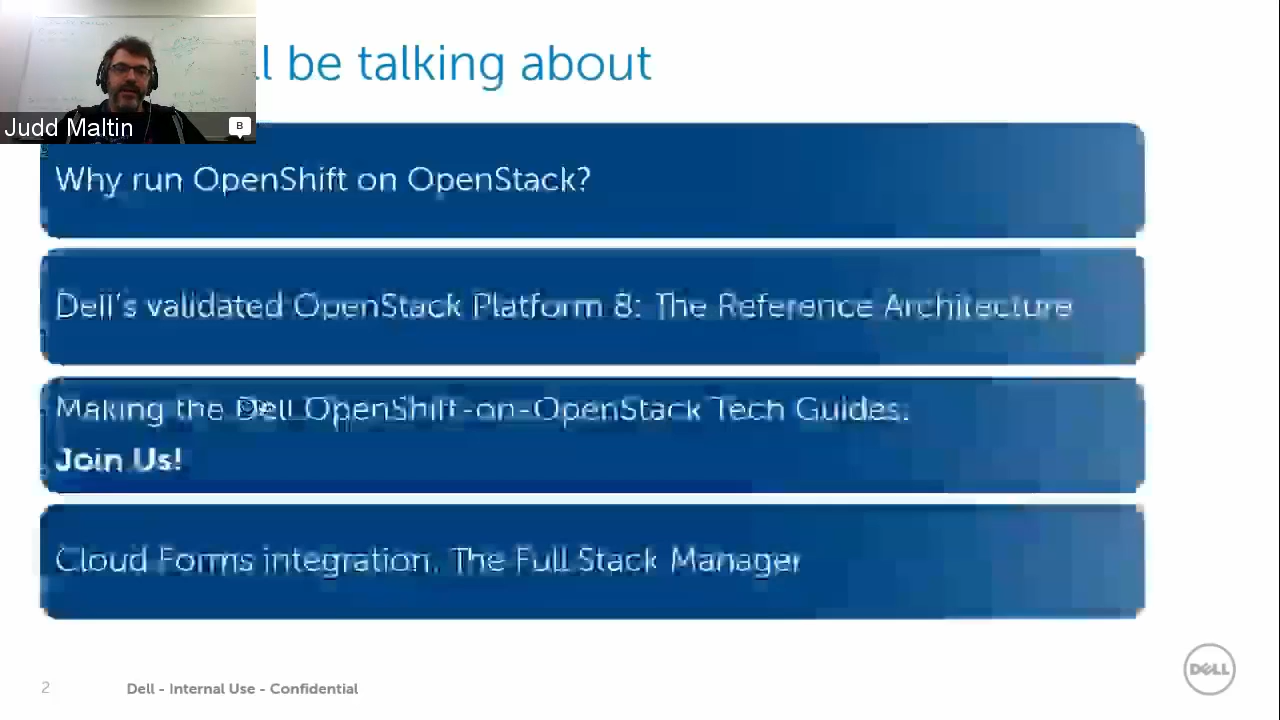 ll be talking about
Judd Maltin
B
Why run OpenShift on OpenStack?
Dell's validated OpenStack Platform 8: The Reference Architecture
Making the Dell OpenShift-on-OpenStack Tech Guides:
Join Us!
Cloud Forms integration. The Full Stack Manager
2
Dell - Internal Use - Confidential
DELL